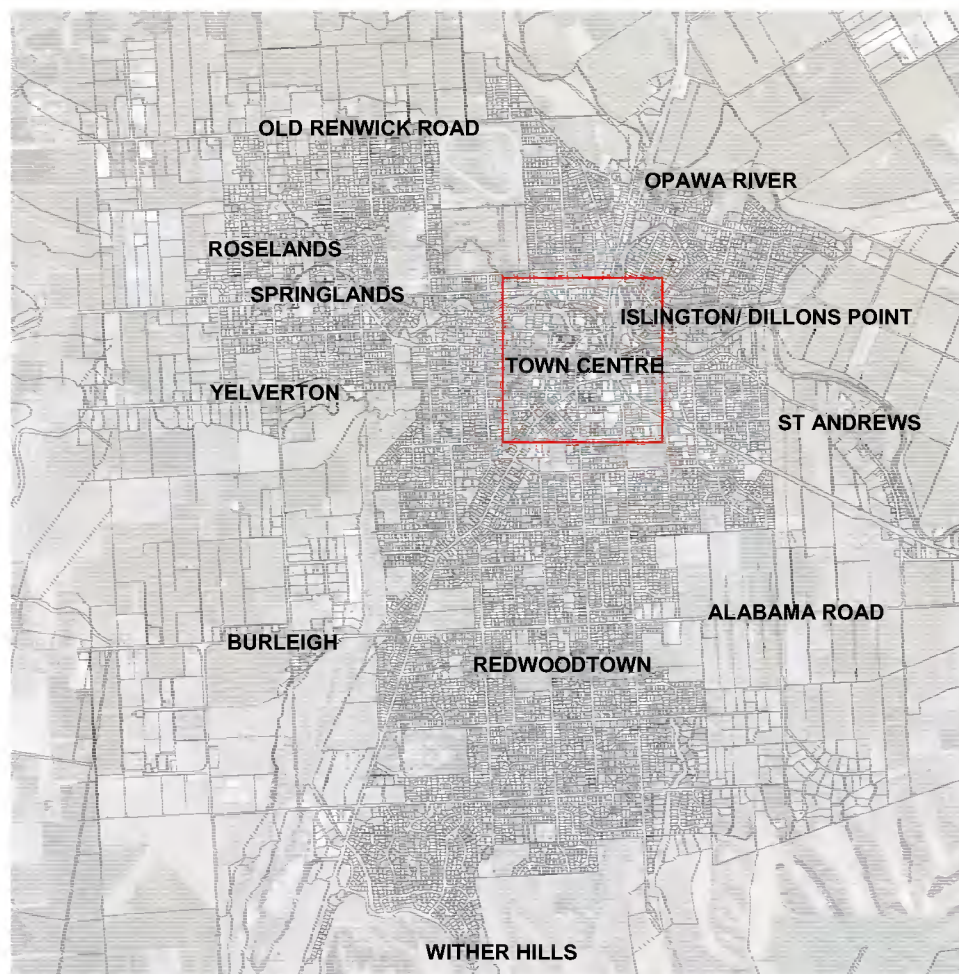 OLD RENWICK ROAD
OPAWA RIVER
ROSELANDS
SPRINGLANDS
ISLINGTON/ DILLONS POINT
TOWN CENTRE
YELVERTON
ST ANDREWS
ALABAMA ROAD
BURLEIGH
REDWOODTOWN
WITHER HILLS